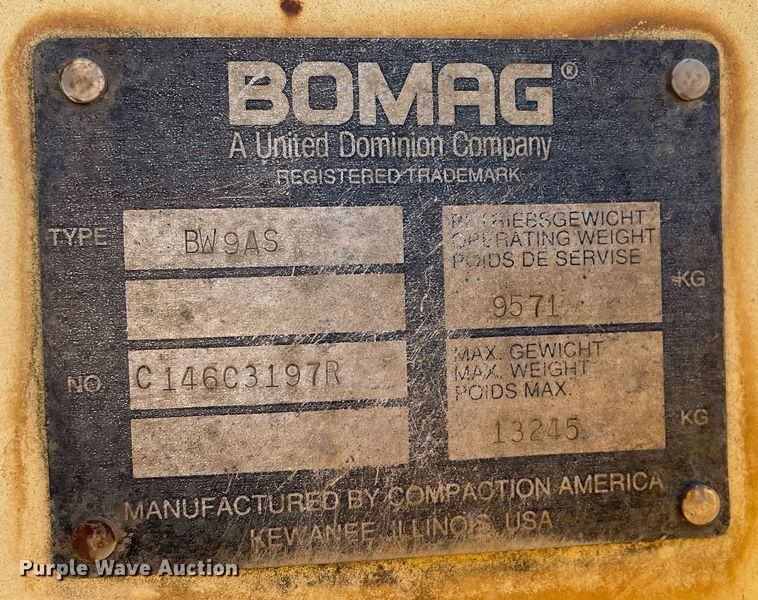 BOMAG®
A United Dominion Company
REGISTERED TRADEMARK
TYPE BW9AS
BETRIEBSGEWICHT
OPERATING WEIGHT
POIDS DE SERVISE
9571 KG
NO. C146C3197R
MAX. GEWICHT
MAX. WEIGHT
POIDS MAX.
13245 KG
MANUFACTURED BY COMPACTION AMERICA
KEWANEE, ILLINOIS, USA
Purple Wave Auction